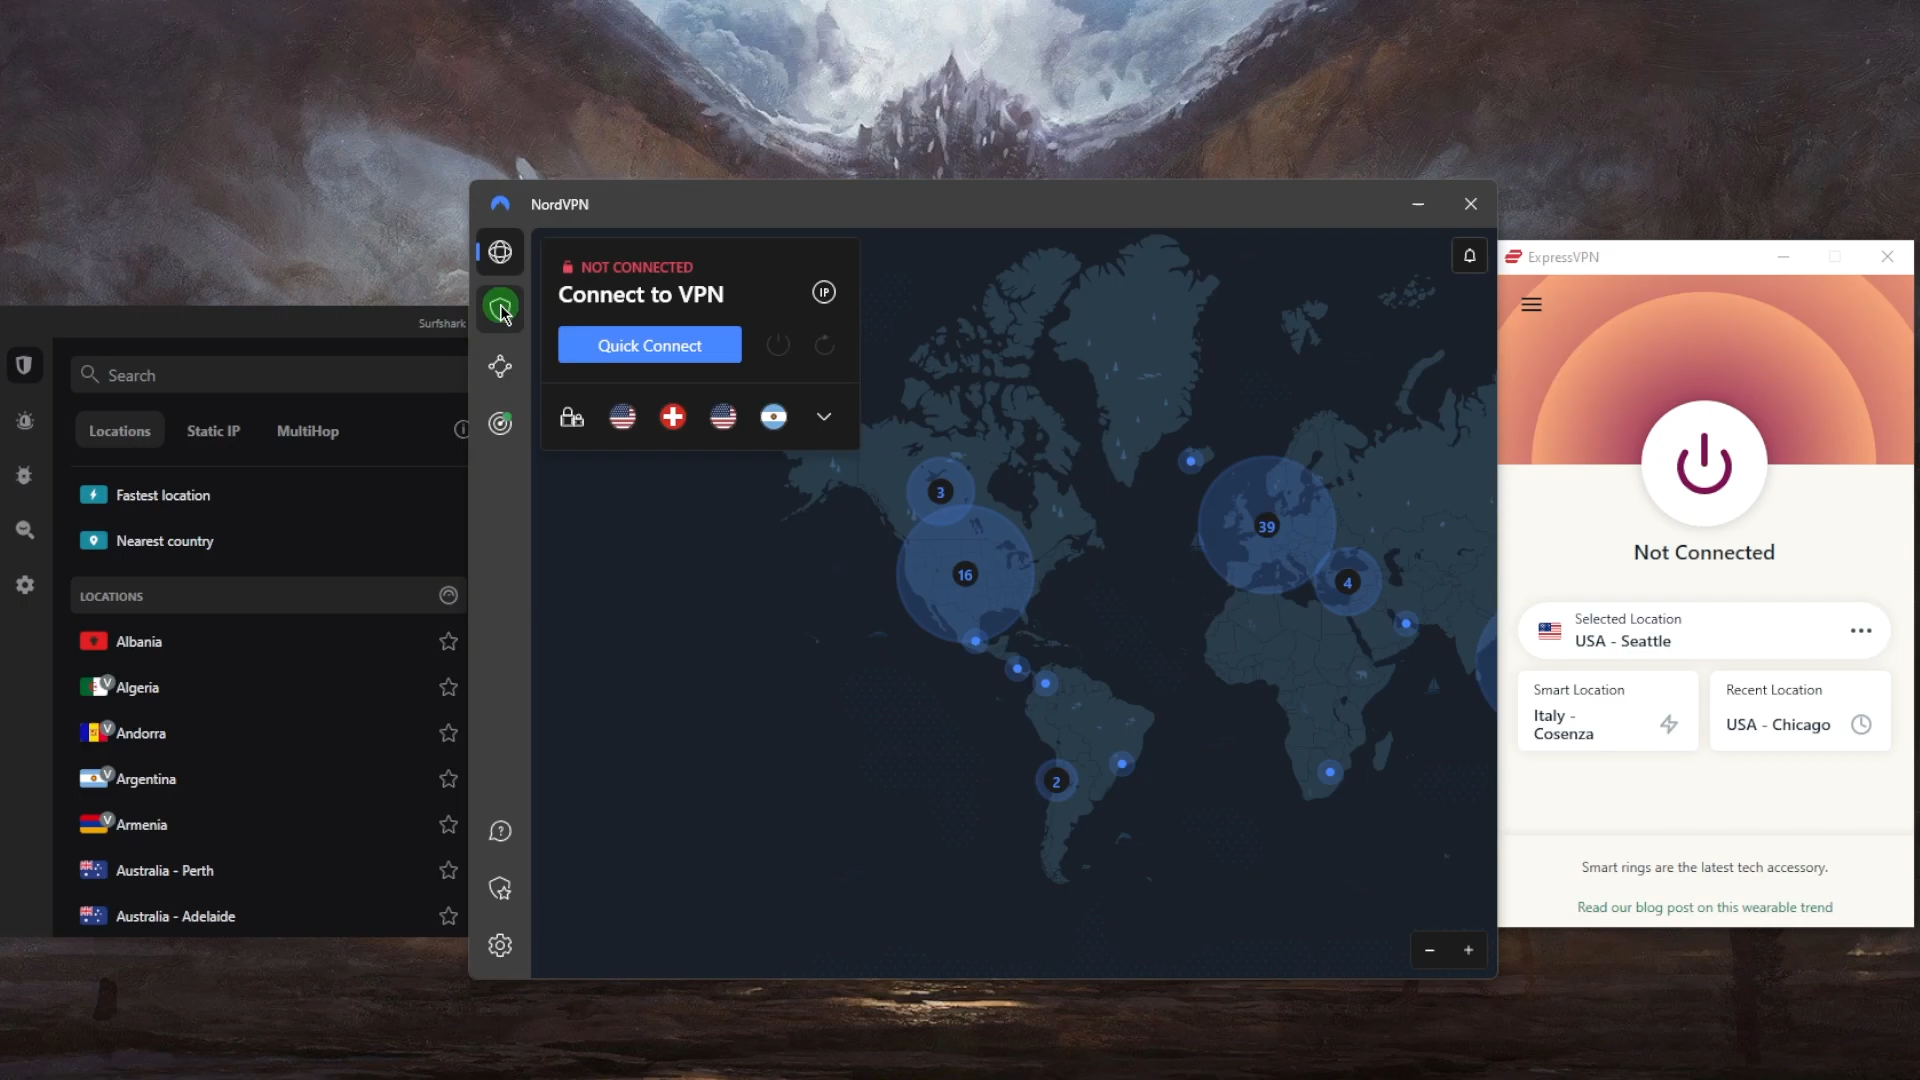 Surfshark
Search
Locations
Static IP
MultiHop
Fastest location
Nearest country
LOCATIONS
Albania
V Algeria
V Andorra
V Argentina
V Armenia
Australia - Perth
Australia - Adelaide
NordVPN
NOT CONNECTED
Connect to VPN
IP
Quick Connect
3
39
16
4
2
ExpressVPN
Not Connected
Selected Location
USA - Seattle
Smart Location
Italy -
Cosenza
Recent Location
USA - Chicago
Smart rings are the latest tech accessory.
Read our blog post on this wearable trend